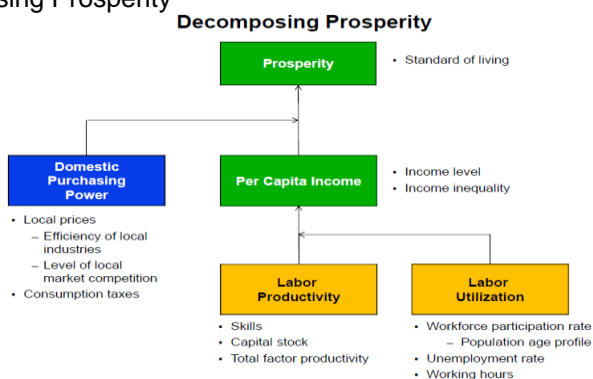 sing Prosperity
Decomposing Prosperity
Prosperity
• Standard of living
Domestic
Purchasing
Power
Per Capita Income
• Income level
• Income inequality
• Local prices
– Efficiency of local
industries
– Level of local
market competition
• Consumption taxes
Labor
Productivity
Labor
Utilization
• Skills
• Capital stock
• Total factor productivity
• Workforce participation rate
– Population age profile
• Unemployment rate
• Working hours